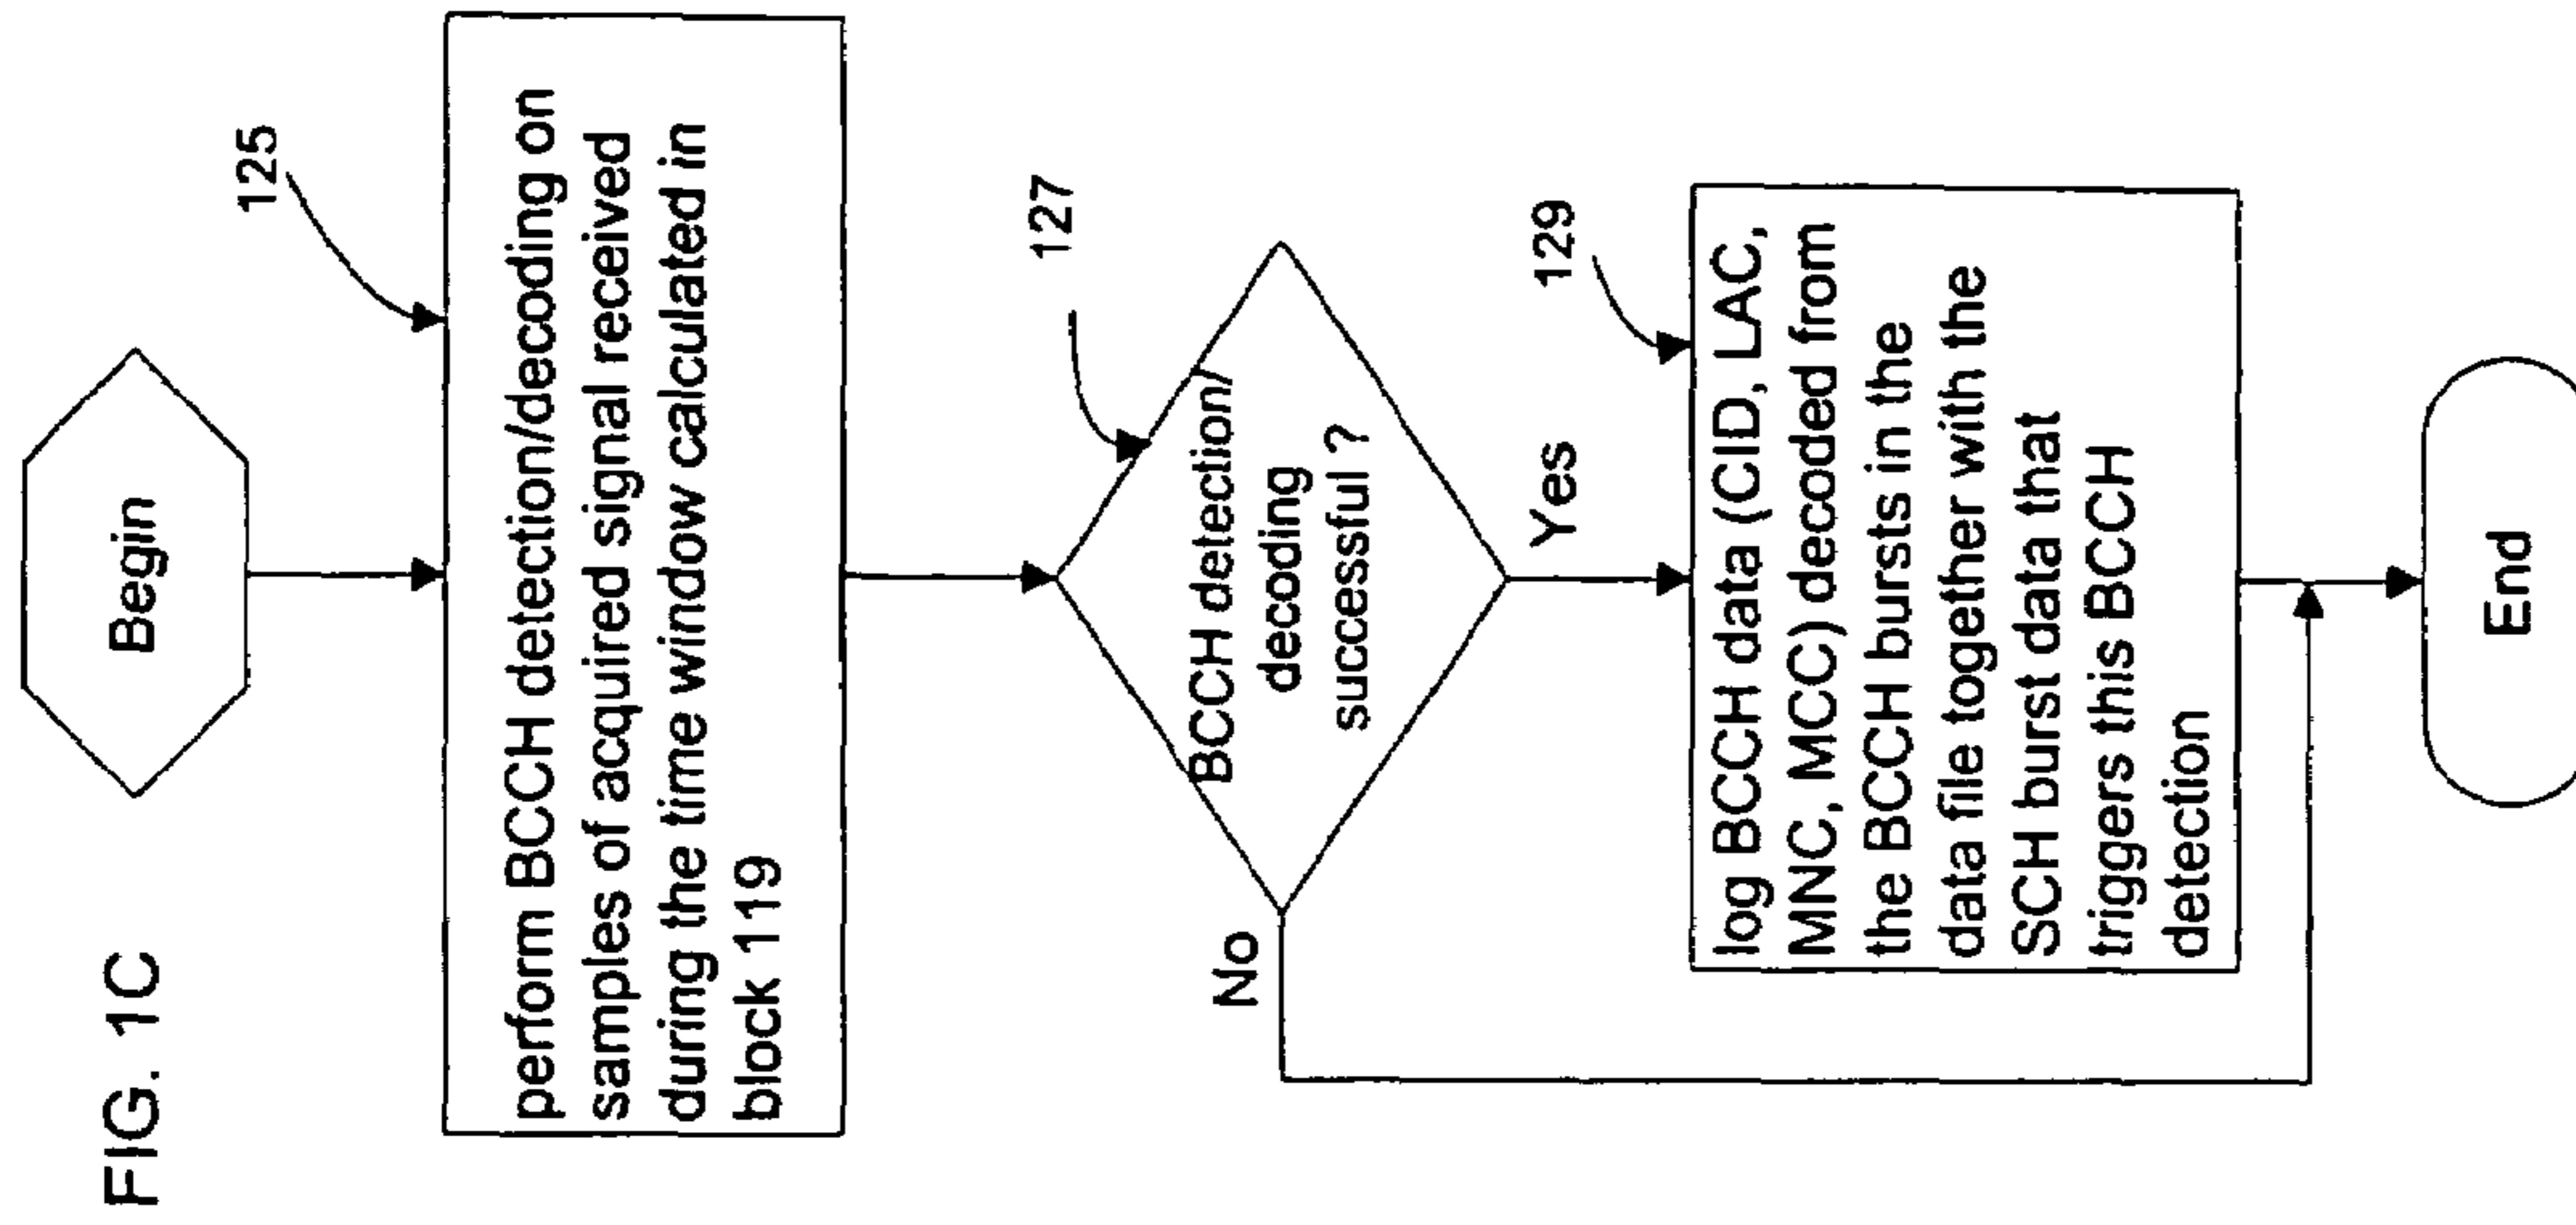 FIG. 1C
Begin
125
perform BCCH detection/decoding on
samples of acquired signal received
during the time window calculated in
block 119
127
BCCH detection/
decoding
successful ?
No
Yes
129
log BCCH data (CID, LAC,
MNC, MCC) decoded from
the BCCH bursts in the
data file together with the
SCH burst data that
triggers this BCCH
detection
End